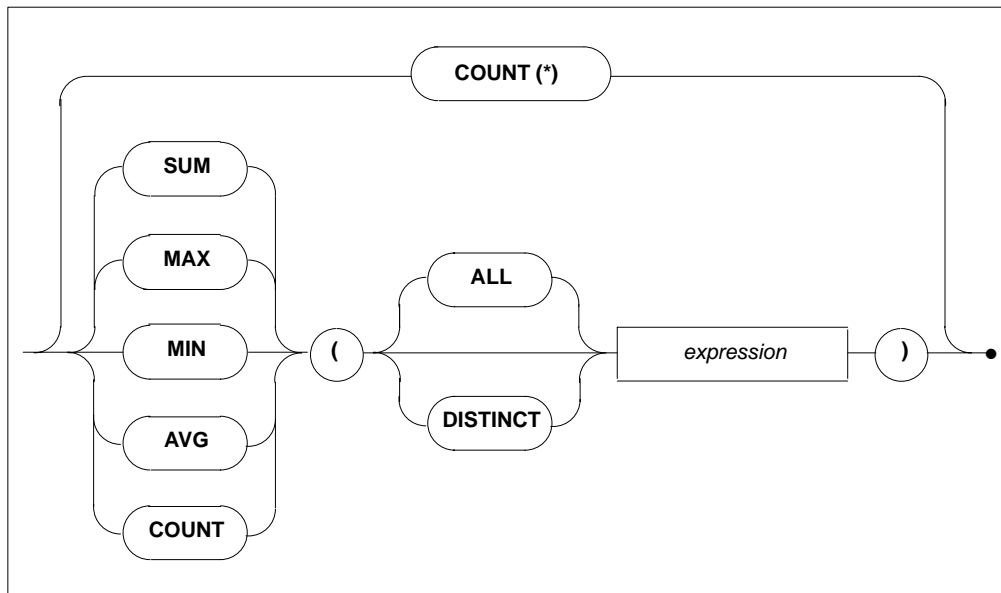 COUNT (*)
SUM
MAX
ALL
MIN
(
expression
)
AVG
DISTINCT
COUNT